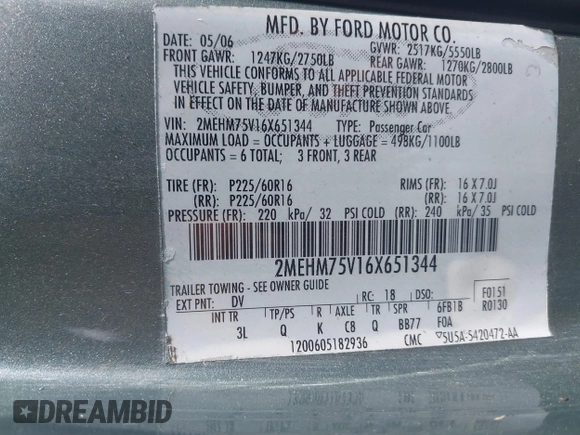 MFD. BY FORD MOTOR CO.
DATE: 05/06 GVWR: 2517KG/5550LB
FRONT GAWR: 1247KG/2750LB REAR GAWR: 1270KG/2800LB
THIS VEHICLE CONFORMS TO ALL APPLICABLE FEDERAL MOTOR
VEHICLE SAFETY, BUMPER, AND THEFT PREVENTION STANDARDS
IN EFFECT ON THE DATE OF MANUFACTURE SHOWN ABOVE.
VIN: 2MEHM75V16X651344 TYPE: Passenger Car
MAXIMUM LOAD = OCCUPANTS + LUGGAGE = 498KG/1100LB
OCCUPANTS = 6 TOTAL; 3 FRONT, 3 REAR
TIRE (FR): P225/60R16 RIMS (FR): 16 X 7.0J
(RR): P225/60R16 (RR): 16 X 7.0J
PRESSURE (FR): 220 kPa/ 32 PSI COLD (RR): 240 kPa/ 35 PSI COLD
2MEHM75V16X651344
TRAILER TOWING - SEE OWNER GUIDE
EXT PNT: DV RC: 18 DSO: F0151
INT TR TP/PS R AXLE TR SPR 6FB1B R0130
3L Q K C8 Q BB77 F0A
1200605182936 CMC 5U5A-5420472-AA
DREAMBID